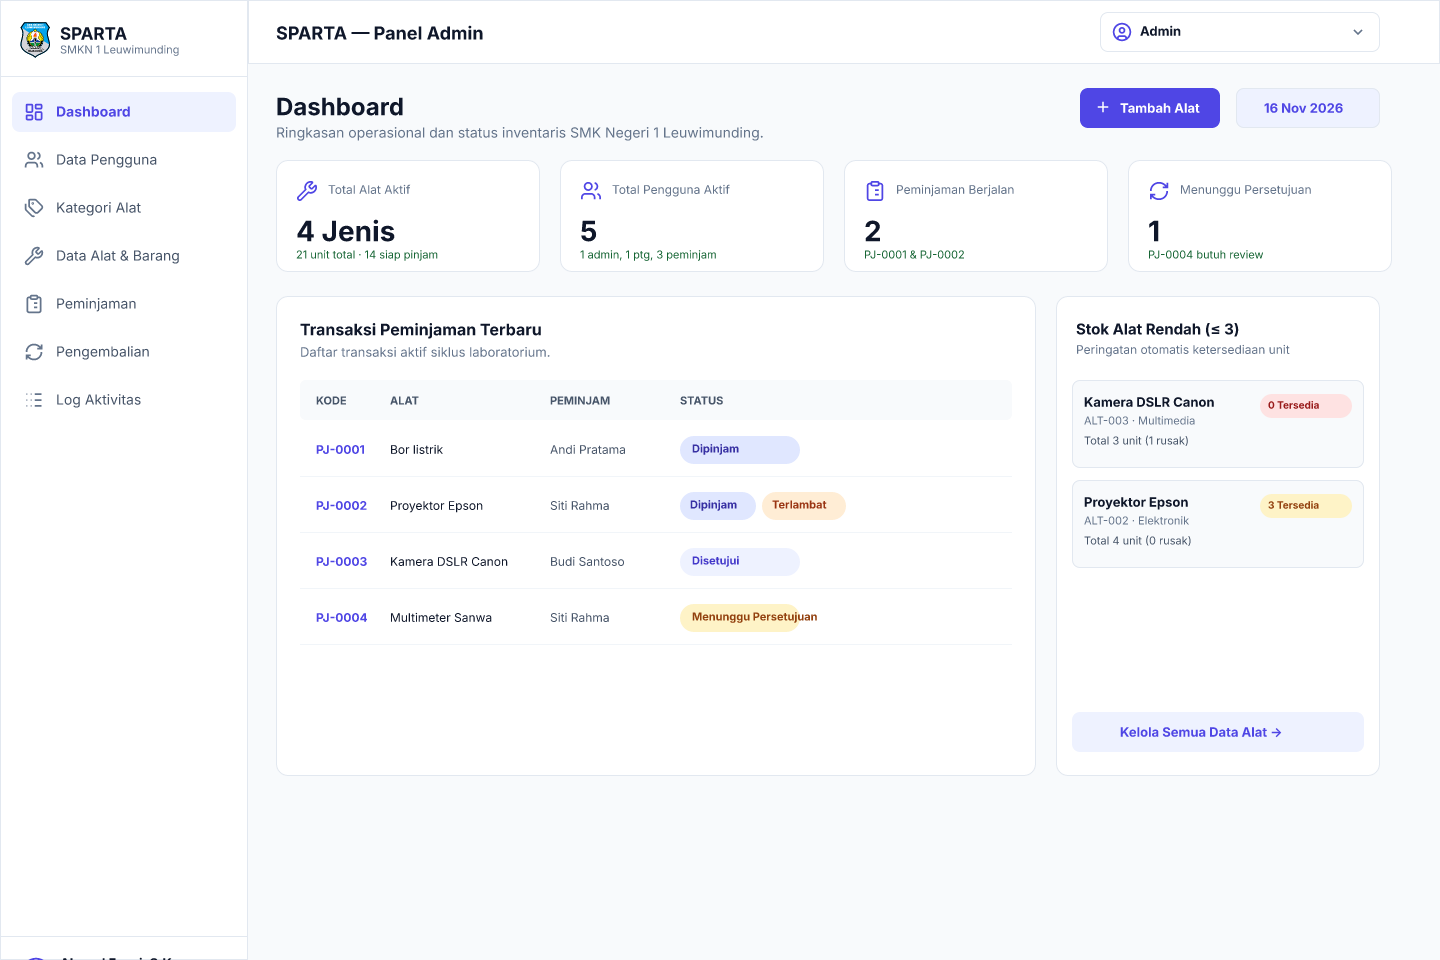 SPARTA
SMKN 1 Leuwimunding
Dashboard
Data Pengguna
Kategori Alat
Data Alat & Barang
Peminjaman
Pengembalian
Log Aktivitas
SPARTA — Panel Admin
Admin
Dashboard
Ringkasan operasional dan status inventaris SMK Negeri 1 Leuwimunding.
+ Tambah Alat
16 Nov 2026
Total Alat Aktif
4 Jenis
21 unit total · 14 siap pinjam
Total Pengguna Aktif
5
1 admin, 1 ptg, 3 peminjam
Peminjaman Berjalan
2
PJ-0001 & PJ-0002
Menunggu Persetujuan
1
PJ-0004 butuh review
Transaksi Peminjaman Terbaru
Daftar transaksi aktif siklus laboratorium.
KODE ALAT PEMINJAM STATUS
PJ-0001 Bor listrik Andi Pratama Dipinjam
PJ-0002 Proyektor Epson Siti Rahma Dipinjam Terlambat
PJ-0003 Kamera DSLR Canon Budi Santoso Disetujui
PJ-0004 Multimeter Sanwa Siti Rahma Menunggu Persetujuan
Stok Alat Rendah (≤ 3)
Peringatan otomatis ketersediaan unit
Kamera DSLR Canon 0 Tersedia
ALT-003 · Multimedia
Total 3 unit (1 rusak)
Proyektor Epson 3 Tersedia
ALT-002 · Elektronik
Total 4 unit (0 rusak)
Kelola Semua Data Alat →